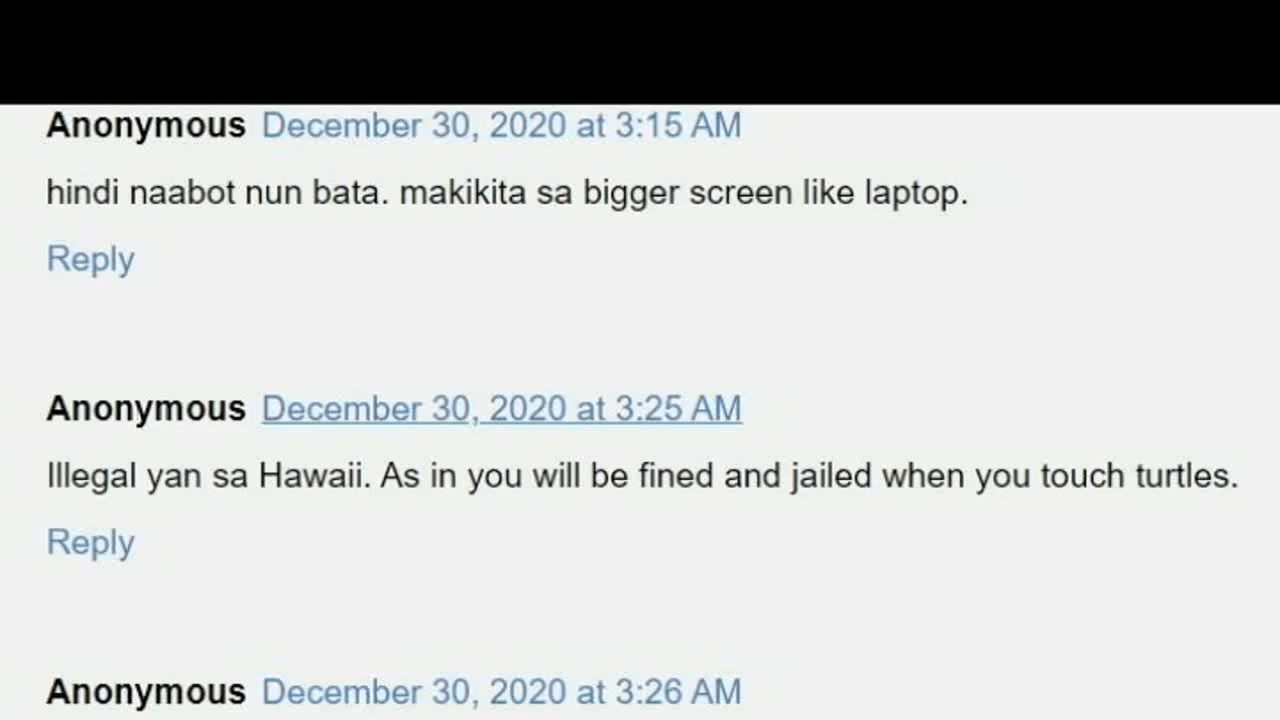 Anonymous December 30, 2020 at 3:15 AM
hindi naabot nun bata. makikita sa bigger screen like laptop.
Reply
Anonymous December 30, 2020 at 3:25 AM
Illegal yan sa Hawaii. As in you will be fined and jailed when you touch turtles.
Reply
Anonymous December 30, 2020 at 3:26 AM